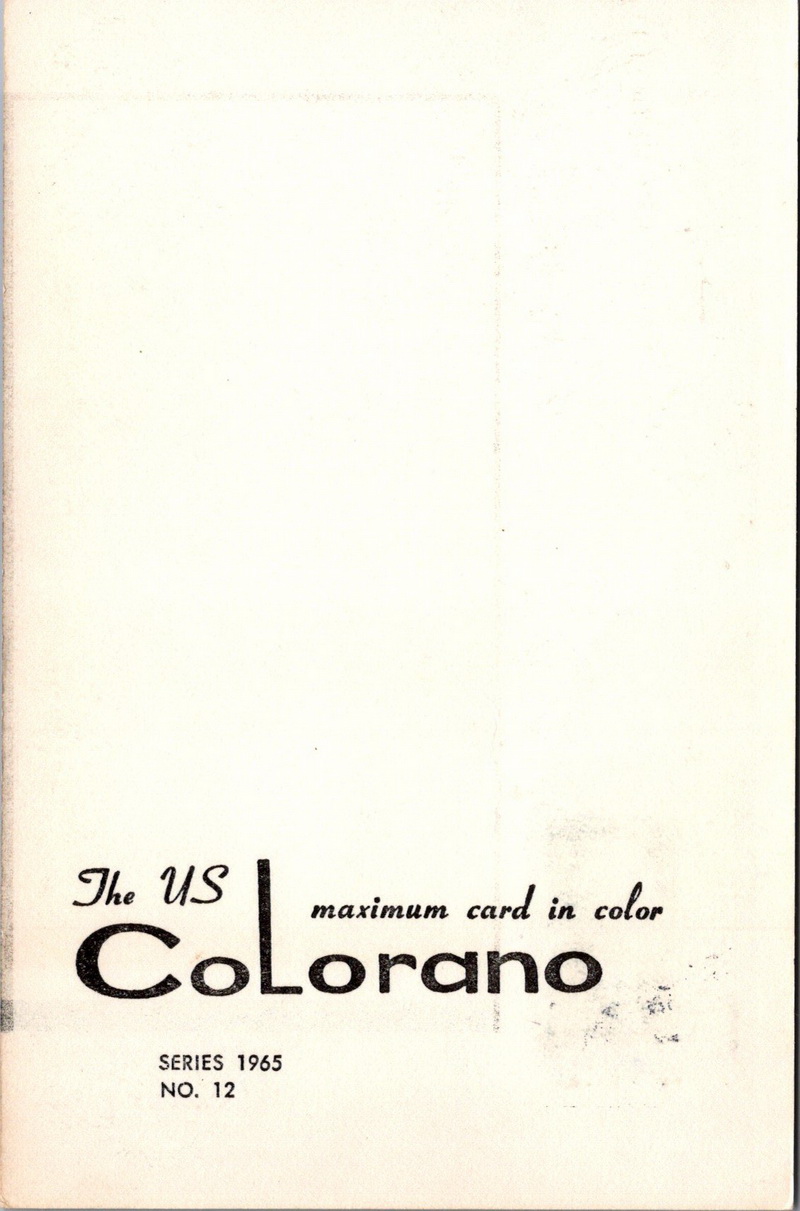 The US
maximum card in color
CoLorano
SERIES 1965
NO. 12